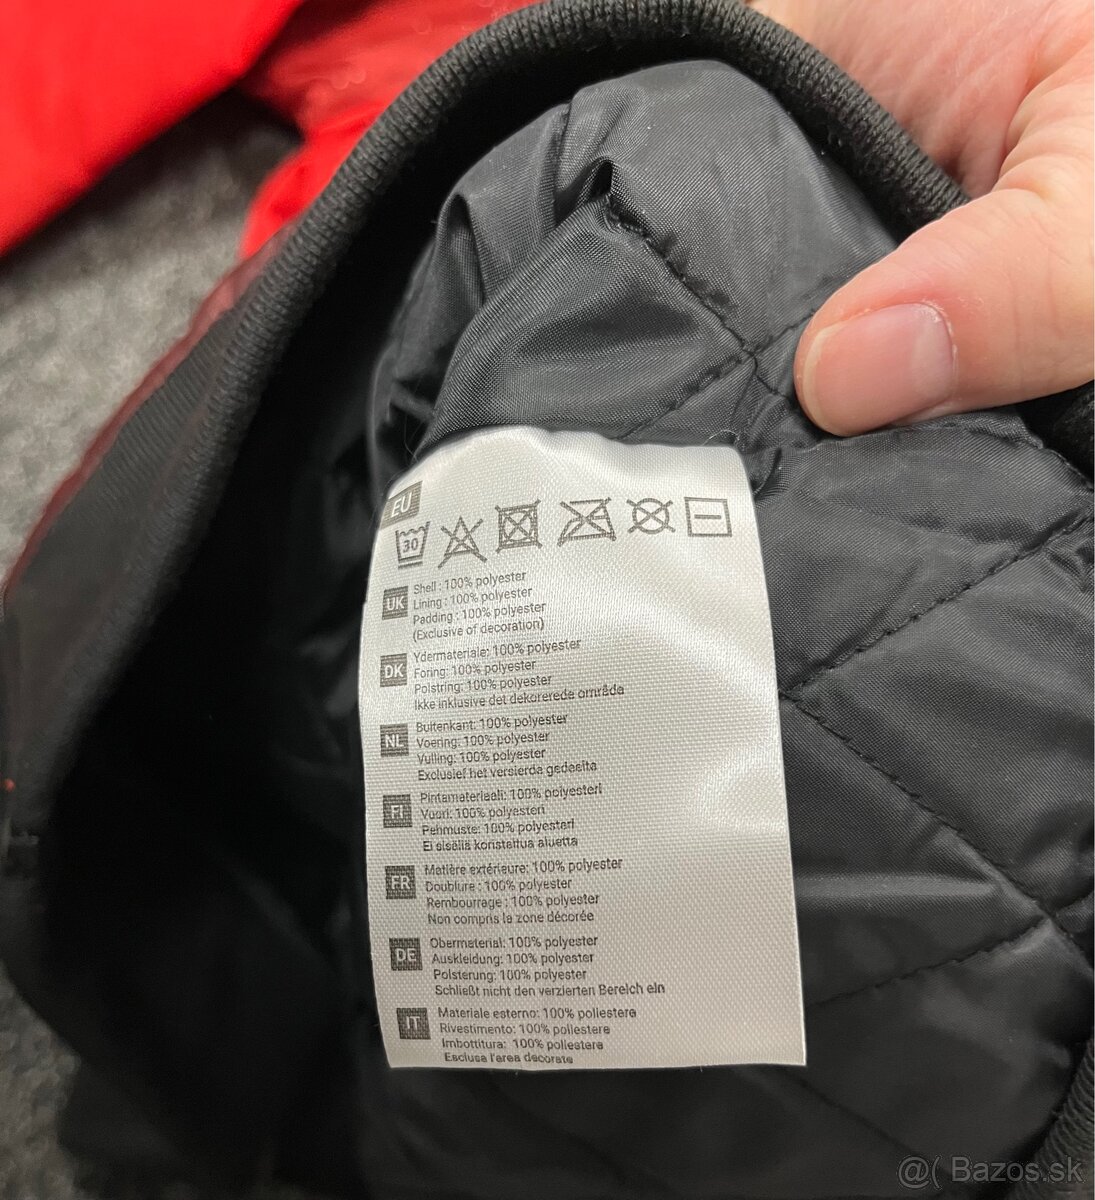 EU
30
UK
Shell : 100% polyester
Lining : 100% polyester
Padding : 100% polyester
(Exclusive of decoration)
DK
Ydermateriale: 100% polyester
Foring: 100% polyester
Polstring: 100% polyester
Ikke inklusive det dekorerede område
NL
Buitenkant: 100% polyester
Voering: 100% polyester
Vulling: 100% polyester
Exclusief het versierde gedeelta
FI
Pintamateriaali: 100% polyesteri
Vuori: 100% polyesteri
Pehmuste: 100% polyesteri
Ei sisällä koristeltua aluetta
FR
Matière extérieure: 100% polyester
Doublure : 100% polyester
Rembourrage : 100% polyester
Non compris la zone décorée
DE
Obermaterial: 100% polyester
Auskleidung: 100% polyester
Polsterung: 100% polyester
Schließt nicht den verzierten Bereich ein
IT
Materiale esterno: 100% poliestere
Rivestimento: 100% poliestere
Imbottitura: 100% poliestere
Esclusa l'area decorate
@( Bazos.sk